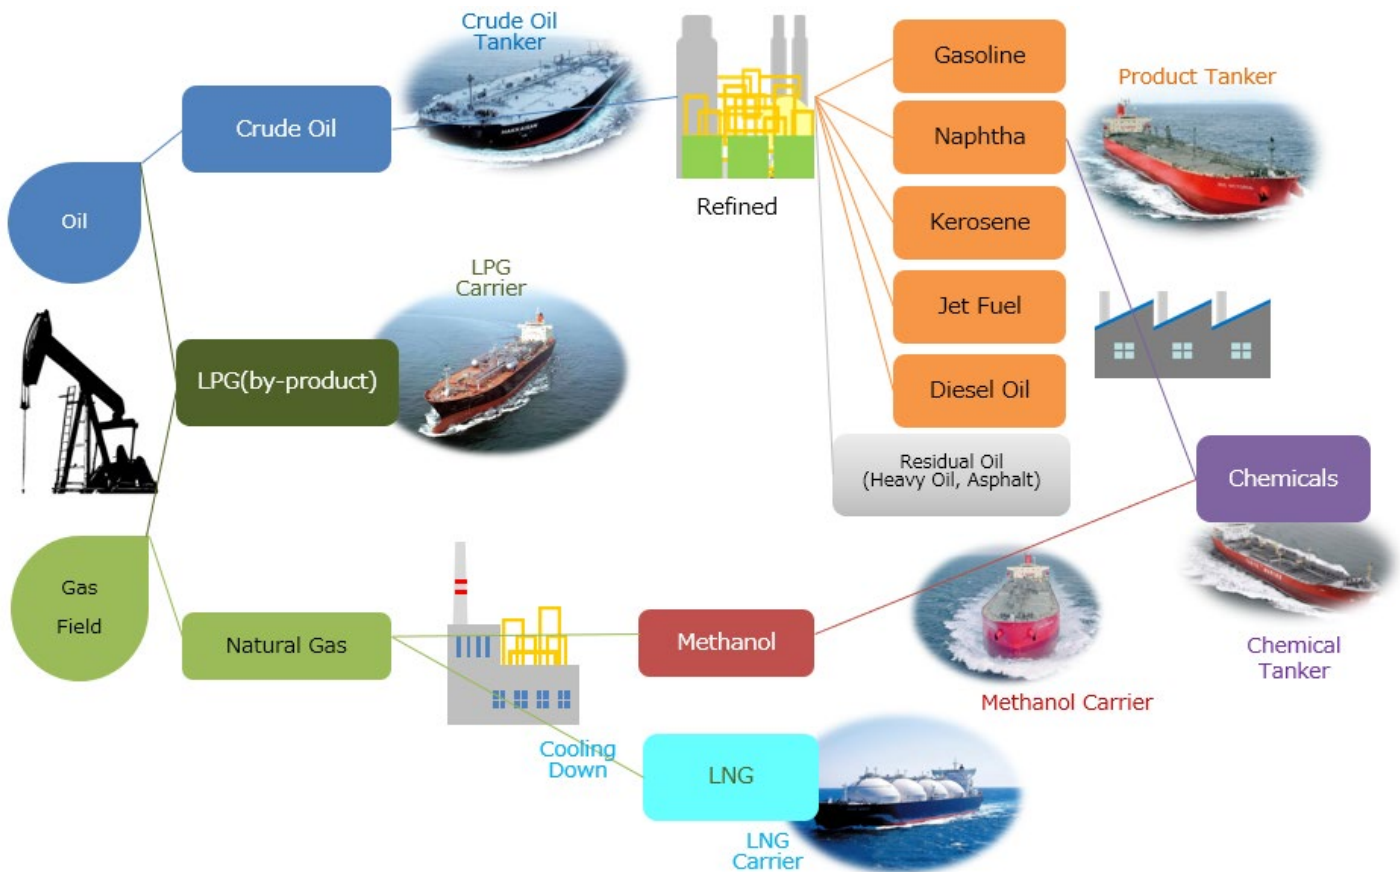 Crude Oil
Tanker
Gasoline
Product Tanker
Crude Oil
Naphtha
Refined
Oil
Kerosene
LPG
Carrier
Jet Fuel
LPG(by-product)
Diesel Oil
Residual Oil
(Heavy Oil, Asphalt)
Chemicals
Gas
Field
Natural Gas
Methanol
Chemical
Tanker
Methanol Carrier
Cooling
Down
LNG
LNG
Carrier